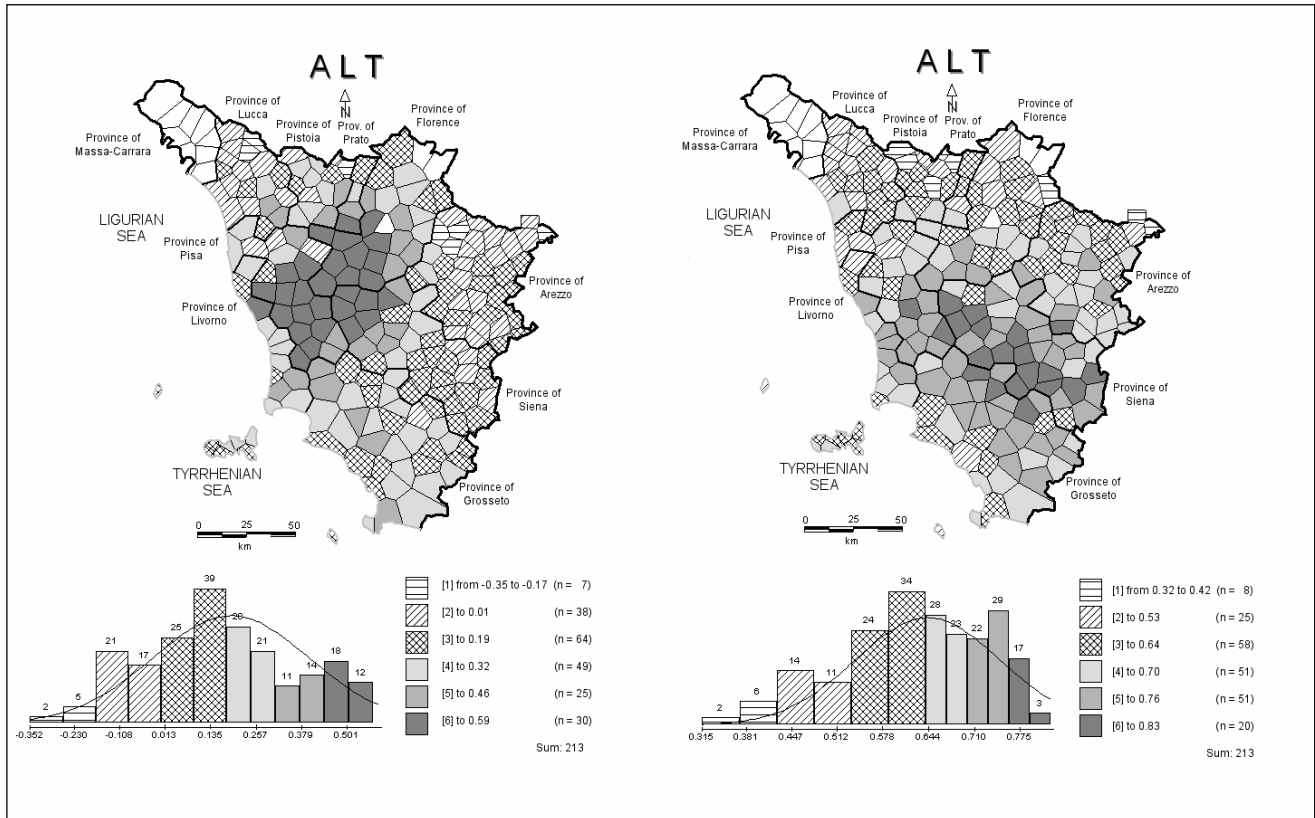 ALT
Province of
Lucca
Province of
Pistoia
N
Prov. of
Prato
Province of
Florence
Province of
Massa-Carrara
LIGURIAN
SEA
Province of
Pisa
Province of
Livorno
Province of
Arezzo
Province of
Siena
TYRRHENIAN
SEA
Province of
Grosseto
0 25 50
km
2 5 21 17 25 39 28 21 11 14 18 12
-0.352 -0.230 -0.108 0.013 0.135 0.257 0.379 0.501
[1] from -0.35 to -0.17 (n = 7)
[2] to 0.01 (n = 38)
[3] to 0.19 (n = 64)
[4] to 0.32 (n = 49)
[5] to 0.46 (n = 25)
[6] to 0.59 (n = 30)
Sum: 213
ALT
Province of
Lucca
Province of
Pistoia
N
Prov. of
Prato
Province of
Florence
Province of
Massa-Carrara
LIGURIAN
SEA
Province of
Pisa
Province of
Livorno
Province of
Arezzo
Province of
Siena
TYRRHENIAN
SEA
Province of
Grosseto
0 25 50
km
2 6 14 11 24 34 28 23 22 29 17 3
0.315 0.381 0.447 0.512 0.578 0.644 0.710 0.775
[1] from 0.32 to 0.42 (n = 8)
[2] to 0.53 (n = 25)
[3] to 0.64 (n = 58)
[4] to 0.70 (n = 51)
[5] to 0.76 (n = 51)
[6] to 0.83 (n = 20)
Sum: 213